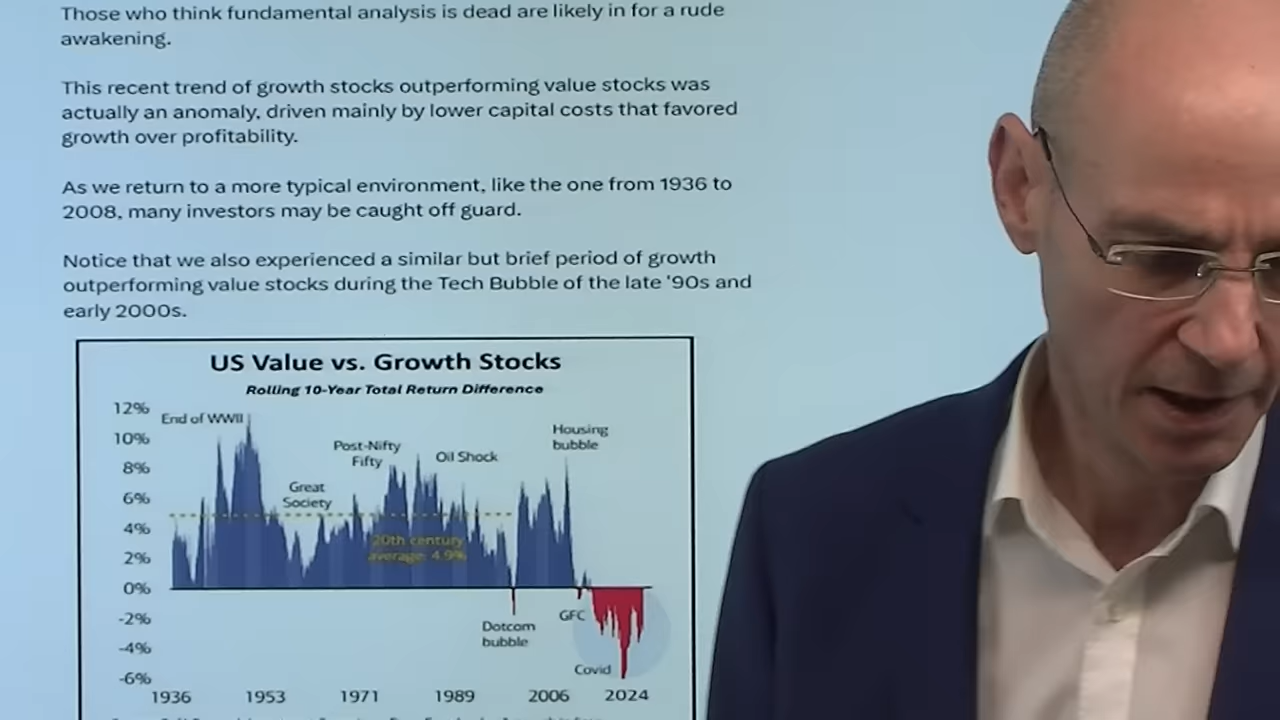 Those who think fundamental analysis is dead are likely in for a rude
awakening.
This recent trend of growth stocks outperforming value stocks was
actually an anomaly, driven mainly by lower capital costs that favored
growth over profitability.
As we return to a more typical environment, like the one from 1936 to
2008, many investors may be caught off guard.
Notice that we also experienced a similar but brief period of growth
outperforming value stocks during the Tech Bubble of the late '90s and
early 2000s.
US Value vs. Growth Stocks
Rolling 10-Year Total Return Difference
12%
10%
8%
6%
4%
2%
0%
-2%
-4%
-6%
End of WWII
Great
Society
Post-Nifty
Fifty
Oil Shock
Housing
bubble
20th century
average: 4.9%
Dotcom
bubble
GFC
Covid
1936 1953 1971 1989 2006 2024